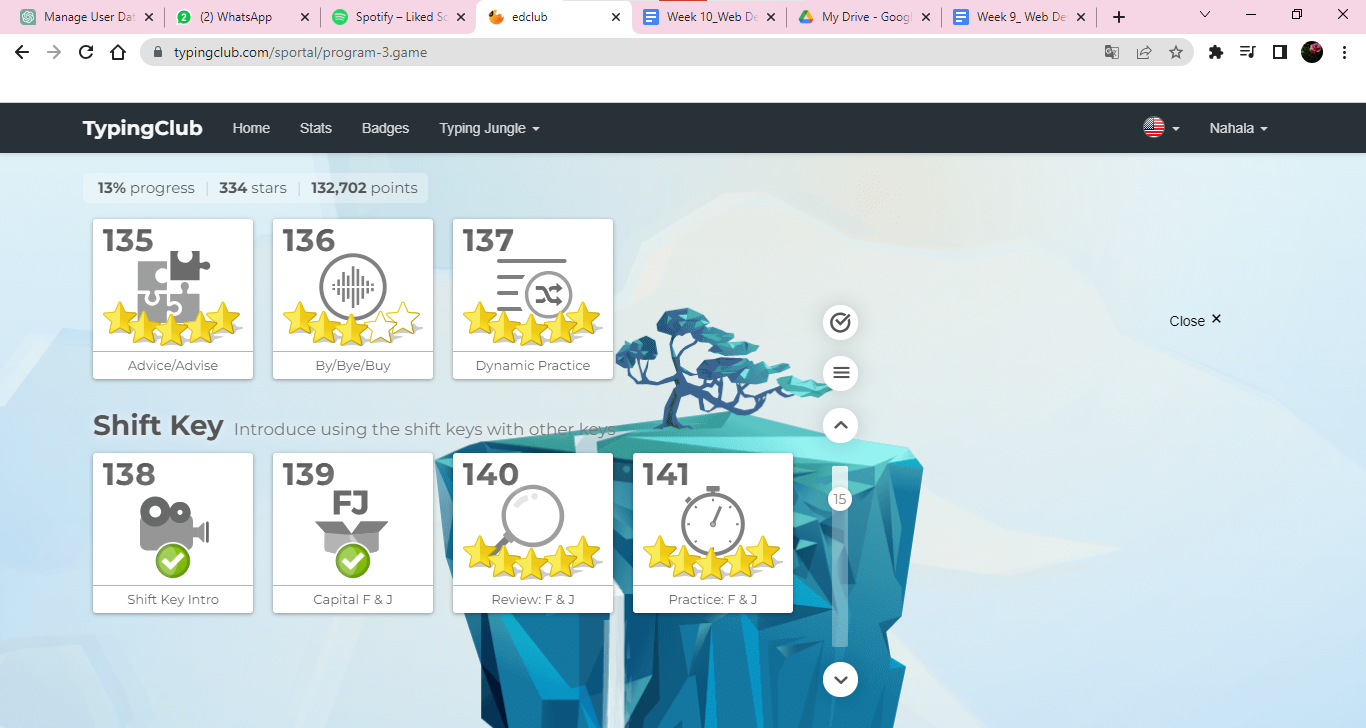 Manage User Dat
(2) WhatsApp
Spotify – Liked So
edclub
Week 10_Web De
My Drive - Googl
Week 9_ Web De
typingclub.com/sportal/program-3.game
TypingClub Home Stats Badges Typing Jungle Nahala
13% progress | 334 stars | 132,702 points
135 136 137
Advice/Advise By/Bye/Buy Dynamic Practice
Close ×
Shift Key Introduce using the shift keys with other keys
138 139 140 141
FJ
15
Shift Key Intro Capital F & J Review: F & J Practice: F & J